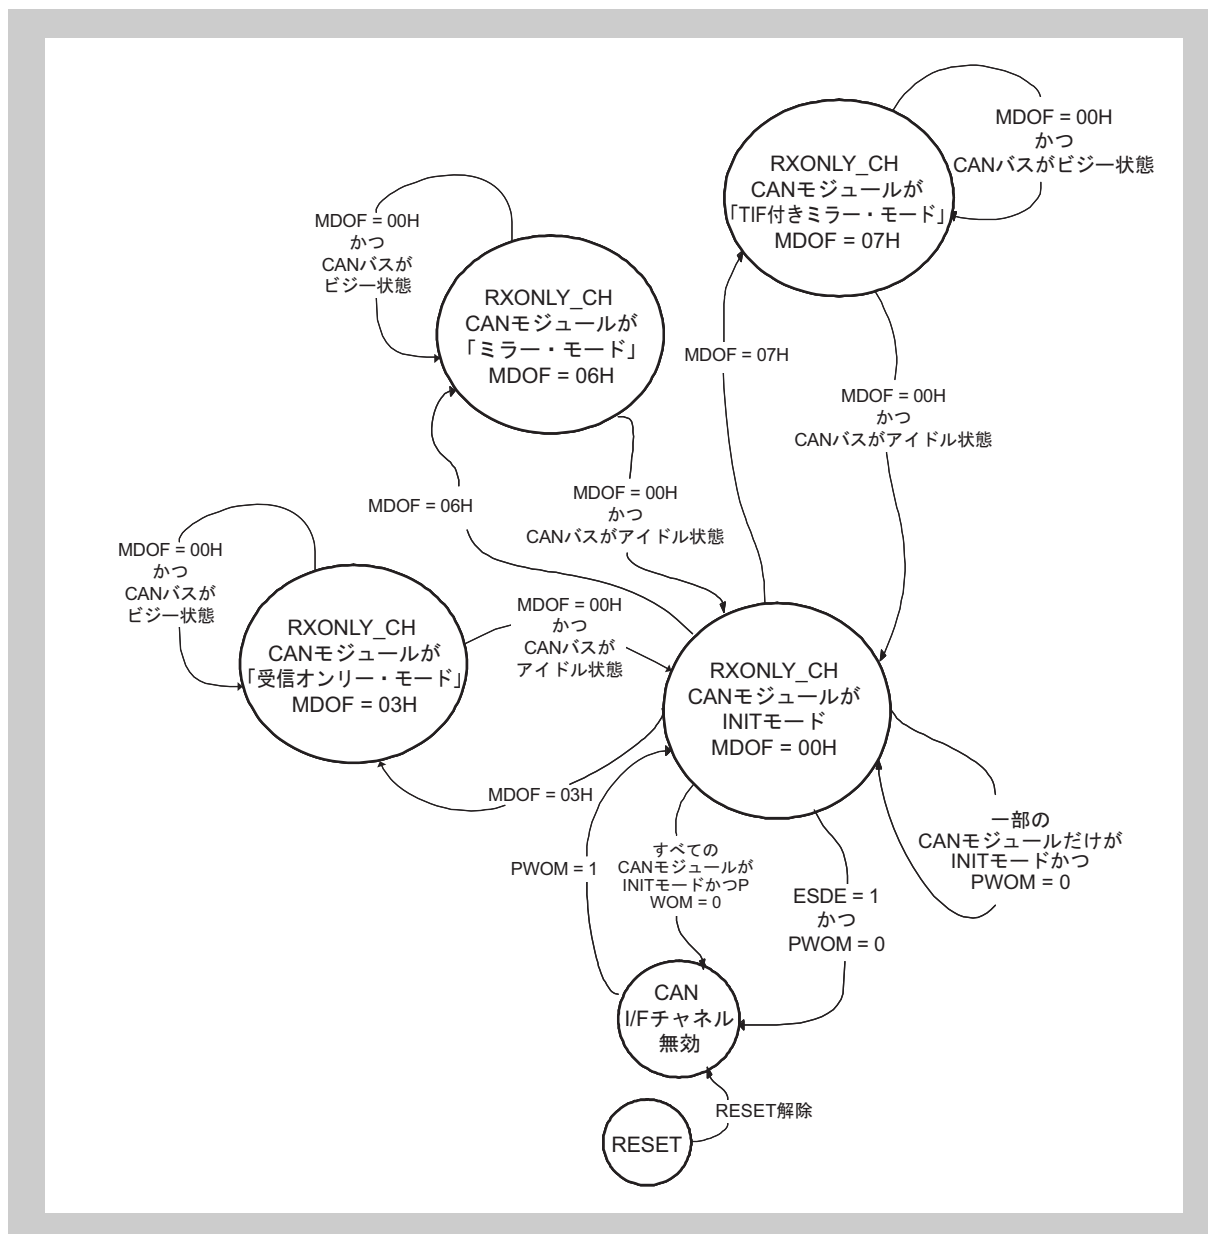 MDOF = 00H
かつ
CANバスがビジー状態
RXONLY_CH
CANモジュールが
「TIF付きミラー・モード」
MDOF = 07H
MDOF = 00H
かつ
CANバスが
ビジー状態
RXONLY_CH
CANモジュールが
「ミラー・モード」
MDOF = 06H
MDOF = 07H
MDOF = 00H
かつ
CANバスがアイドル状態
MDOF = 06H
MDOF = 00H
かつ
CANバスがアイドル状態
MDOF = 00H
かつ
CANバスが
ビジー状態
RXONLY_CH
CANモジュールが
「受信オンリー・モード」
MDOF = 03H
MDOF = 00H
かつ
CANバスが
アイドル状態
RXONLY_CH
CANモジュールが
INITモード
MDOF = 00H
MDOF = 03H
PWOM = 1
すべての
CANモジュールが
INITモードかつP
WOM = 0
ESDE = 1
かつ
PWOM = 0
一部の
CANモジュールだけが
INITモードかつ
PWOM = 0
CAN
I/Fチャネル
無効
RESET解除
RESET